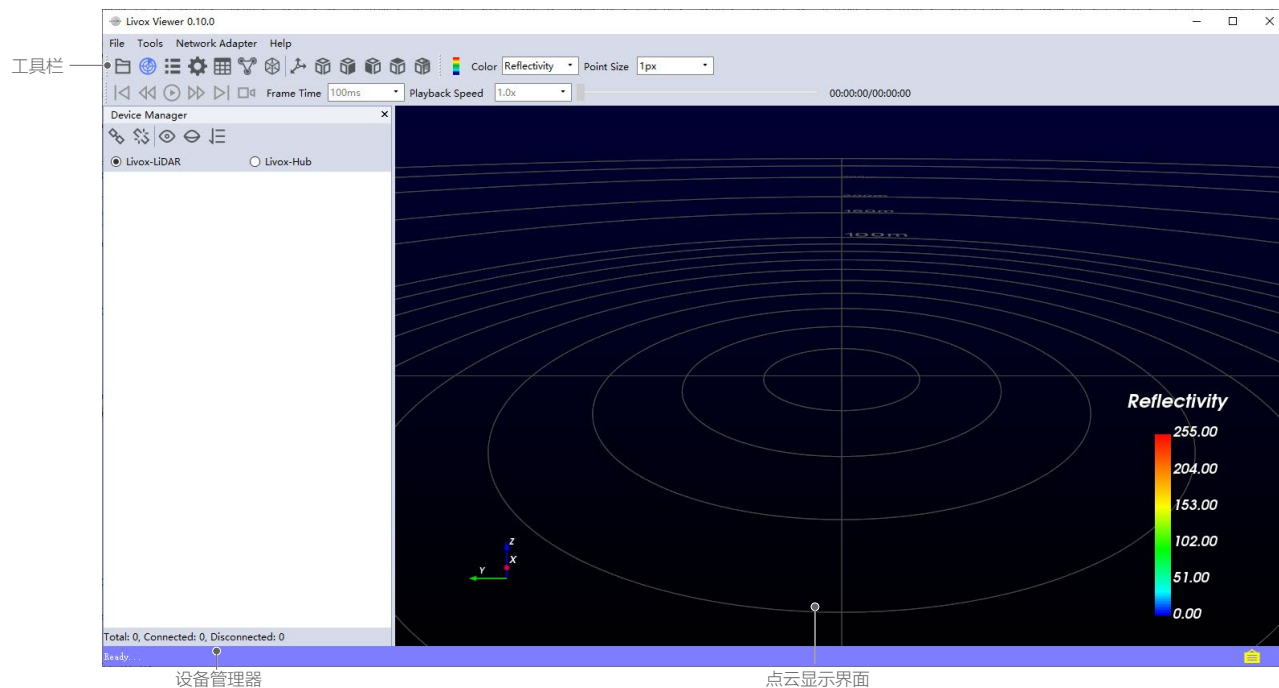 Livox Viewer 0.10.0
File Tools Network Adapter Help
工具栏
Color Reflectivity Point Size 1px
Frame Time 100ms Playback Speed 1.0x 00:00:00/00:00:00
Device Manager
Livox-LiDAR Livox-Hub
150m
100m
Reflectivity
255.00
204.00
153.00
102.00
51.00
0.00
Z
X
Y
Total: 0, Connected: 0, Disconnected: 0
Ready...
设备管理器
点云显示界面